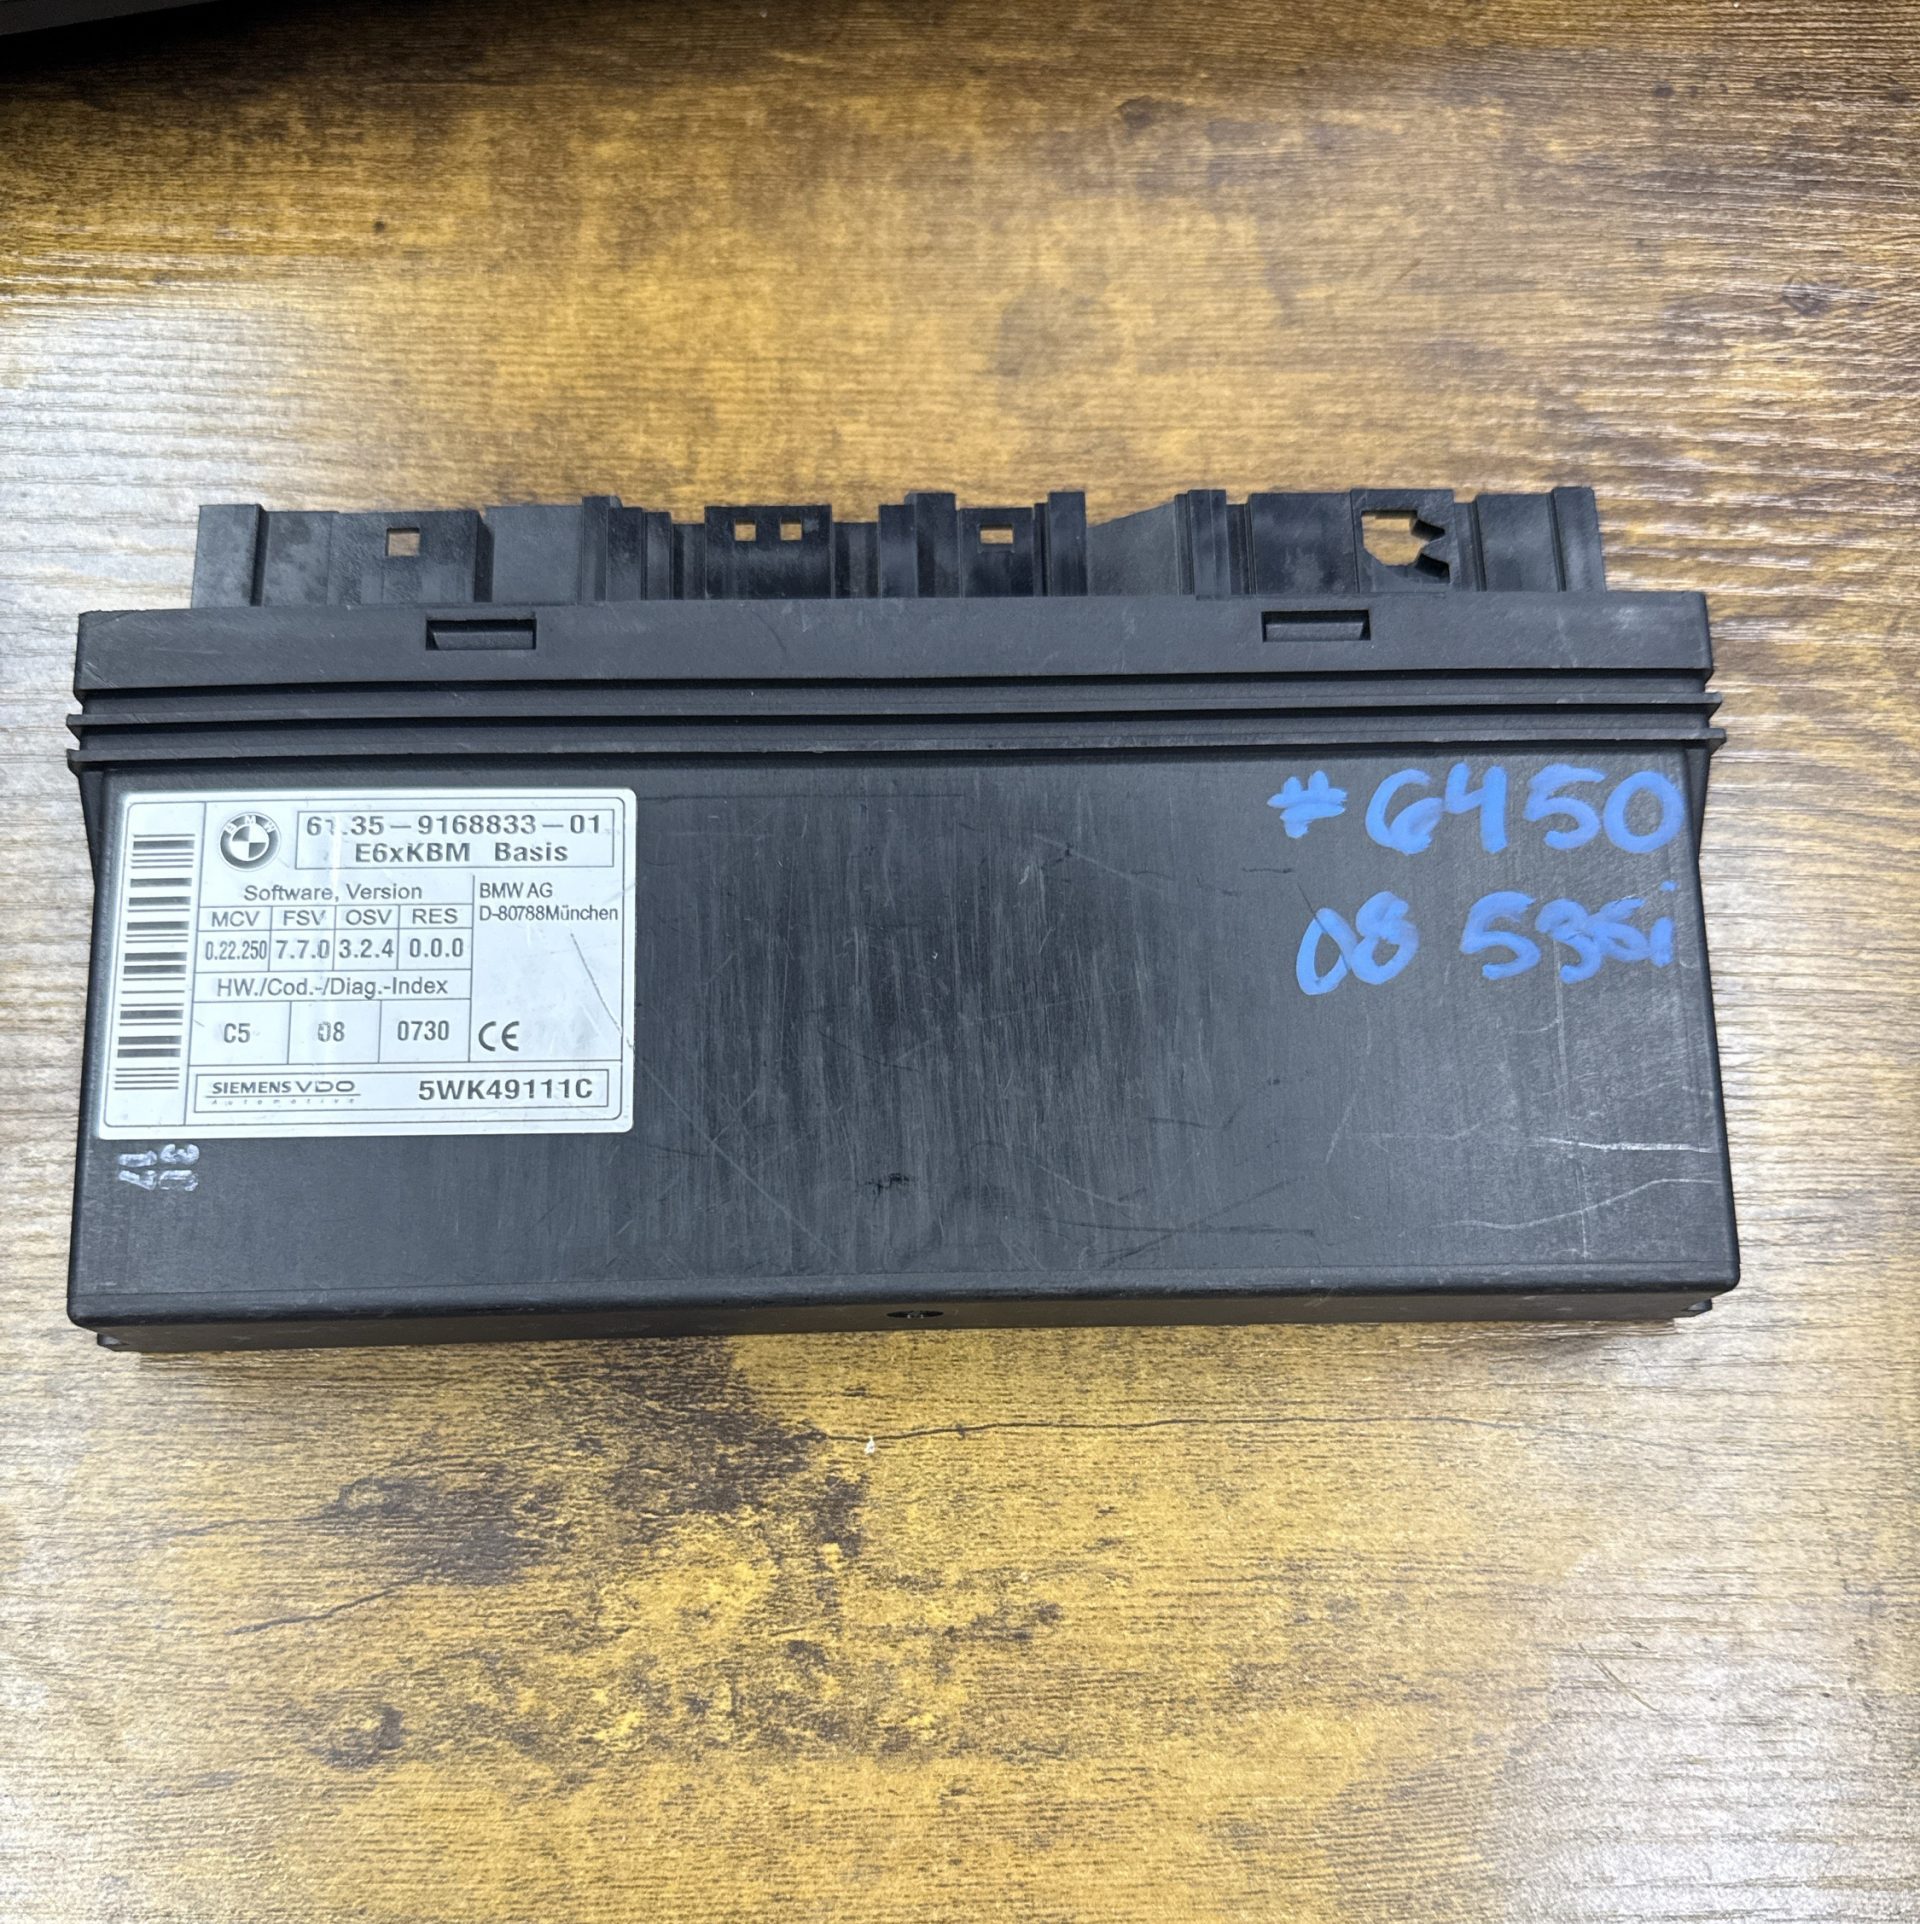 61.35-9168833-01
E6xKBM Basis
BMW
Software, Version
MCV FSV OSV RES
0.22.250 7.7.0 3.2.4 0.0.0
HW./Cod.-/Diag.-Index
C5 08 0730
BMW AG
D-80788München
CE
SIEMENS VDO
Automotive
5WK49111C
#6450
08 535i